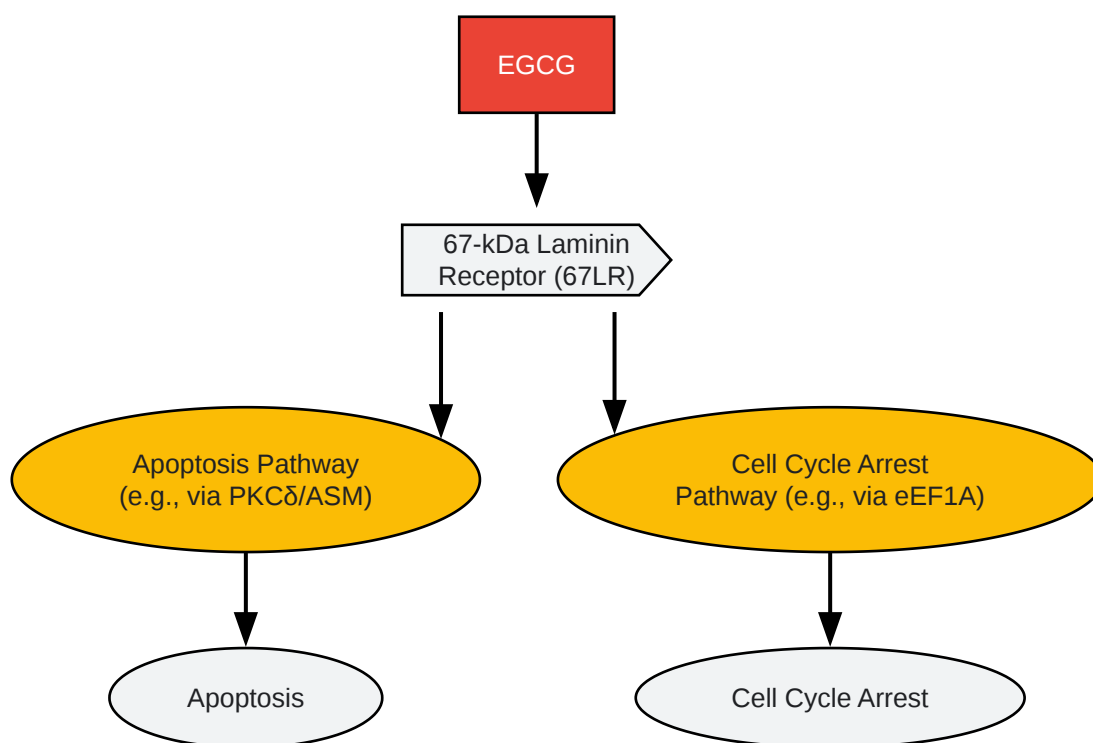 EGCG
67-kDa Laminin
Receptor (67LR)
Apoptosis Pathway
(e.g., via PKCδ/ASM)
Cell Cycle Arrest
Pathway (e.g., via eEF1A)
Apoptosis
Cell Cycle Arrest